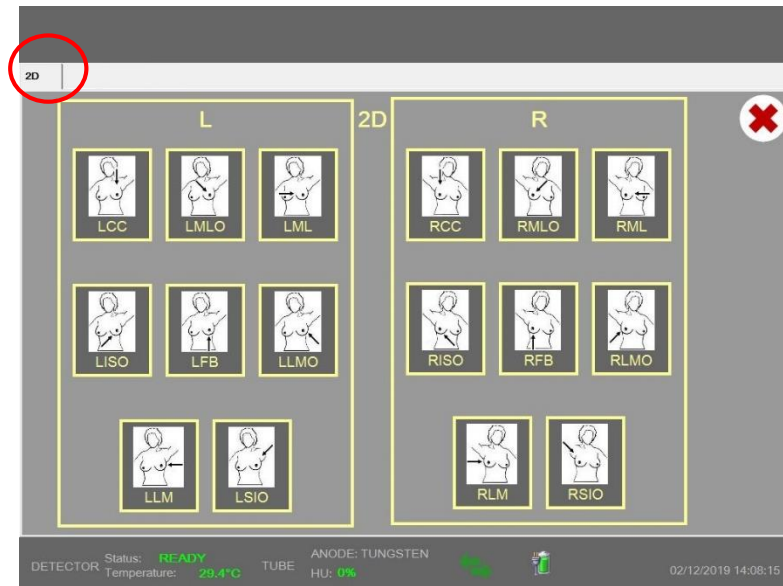 2D
L 2D R
LCC LMLO LML RCC RMLO RML
LISO LFB LLMO RISO RFB RLMO
LLM LSIO RLM RSIO
DETECTOR Status: READY TUBE ANODE: TUNGSTEN
Temperature: 29.4°C HU: 0% 02/12/2019 14:08:15